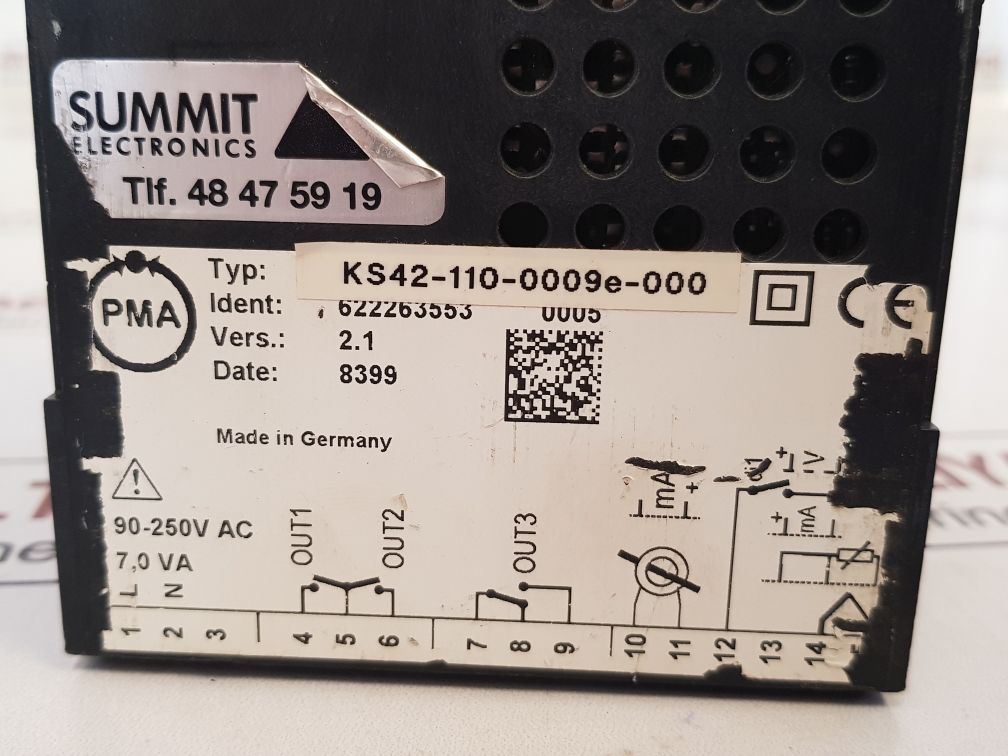 SUMMIT
ELECTRONICS
Tlf. 48 47 59 19
PMA
Typ: KS42-110-0009e-000
Ident: 622263553 0005
Vers.: 2.1
Date: 8399
CE
Made in Germany
90-250V AC
7,0 VA
L
N
OUT1
OUT2
OUT3
mA
+
+
-
V
+
mA
1 2 3 4 5 6 7 8 9 10 11 12 13 14